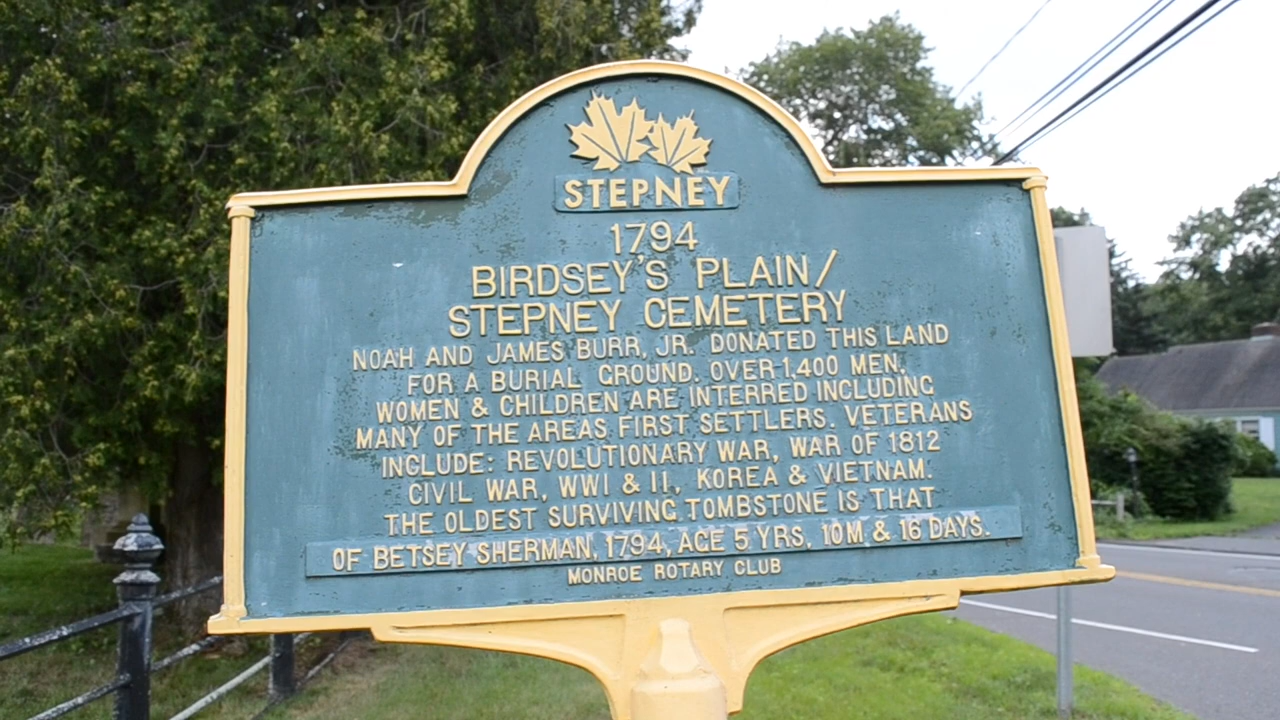 STEPNEY
1794
BIRDSEY'S PLAIN/
STEPNEY CEMETERY
NOAH AND JAMES BURR, JR. DONATED THIS LAND
FOR A BURIAL GROUND. OVER 1,400 MEN,
WOMEN & CHILDREN ARE INTERRED INCLUDING
MANY OF THE AREAS FIRST SETTLERS. VETERANS
INCLUDE: REVOLUTIONARY WAR, WAR OF 1812
CIVIL WAR, WWI & II, KOREA & VIETNAM.
THE OLDEST SURVIVING TOMBSTONE IS THAT
OF BETSEY SHERMAN, 1794, AGE 5 YRS, 10M & 16 DAYS.
MONROE ROTARY CLUB